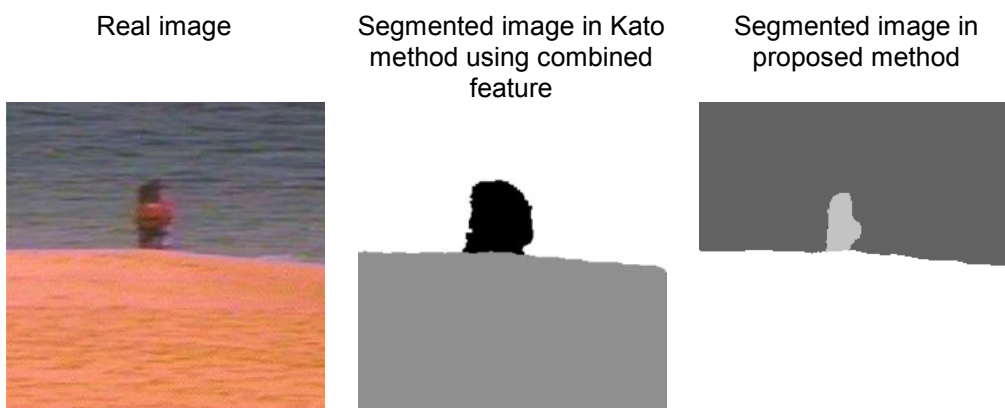 Real image
Segmented image in Kato
method using combined
feature
Segmented image in
proposed method